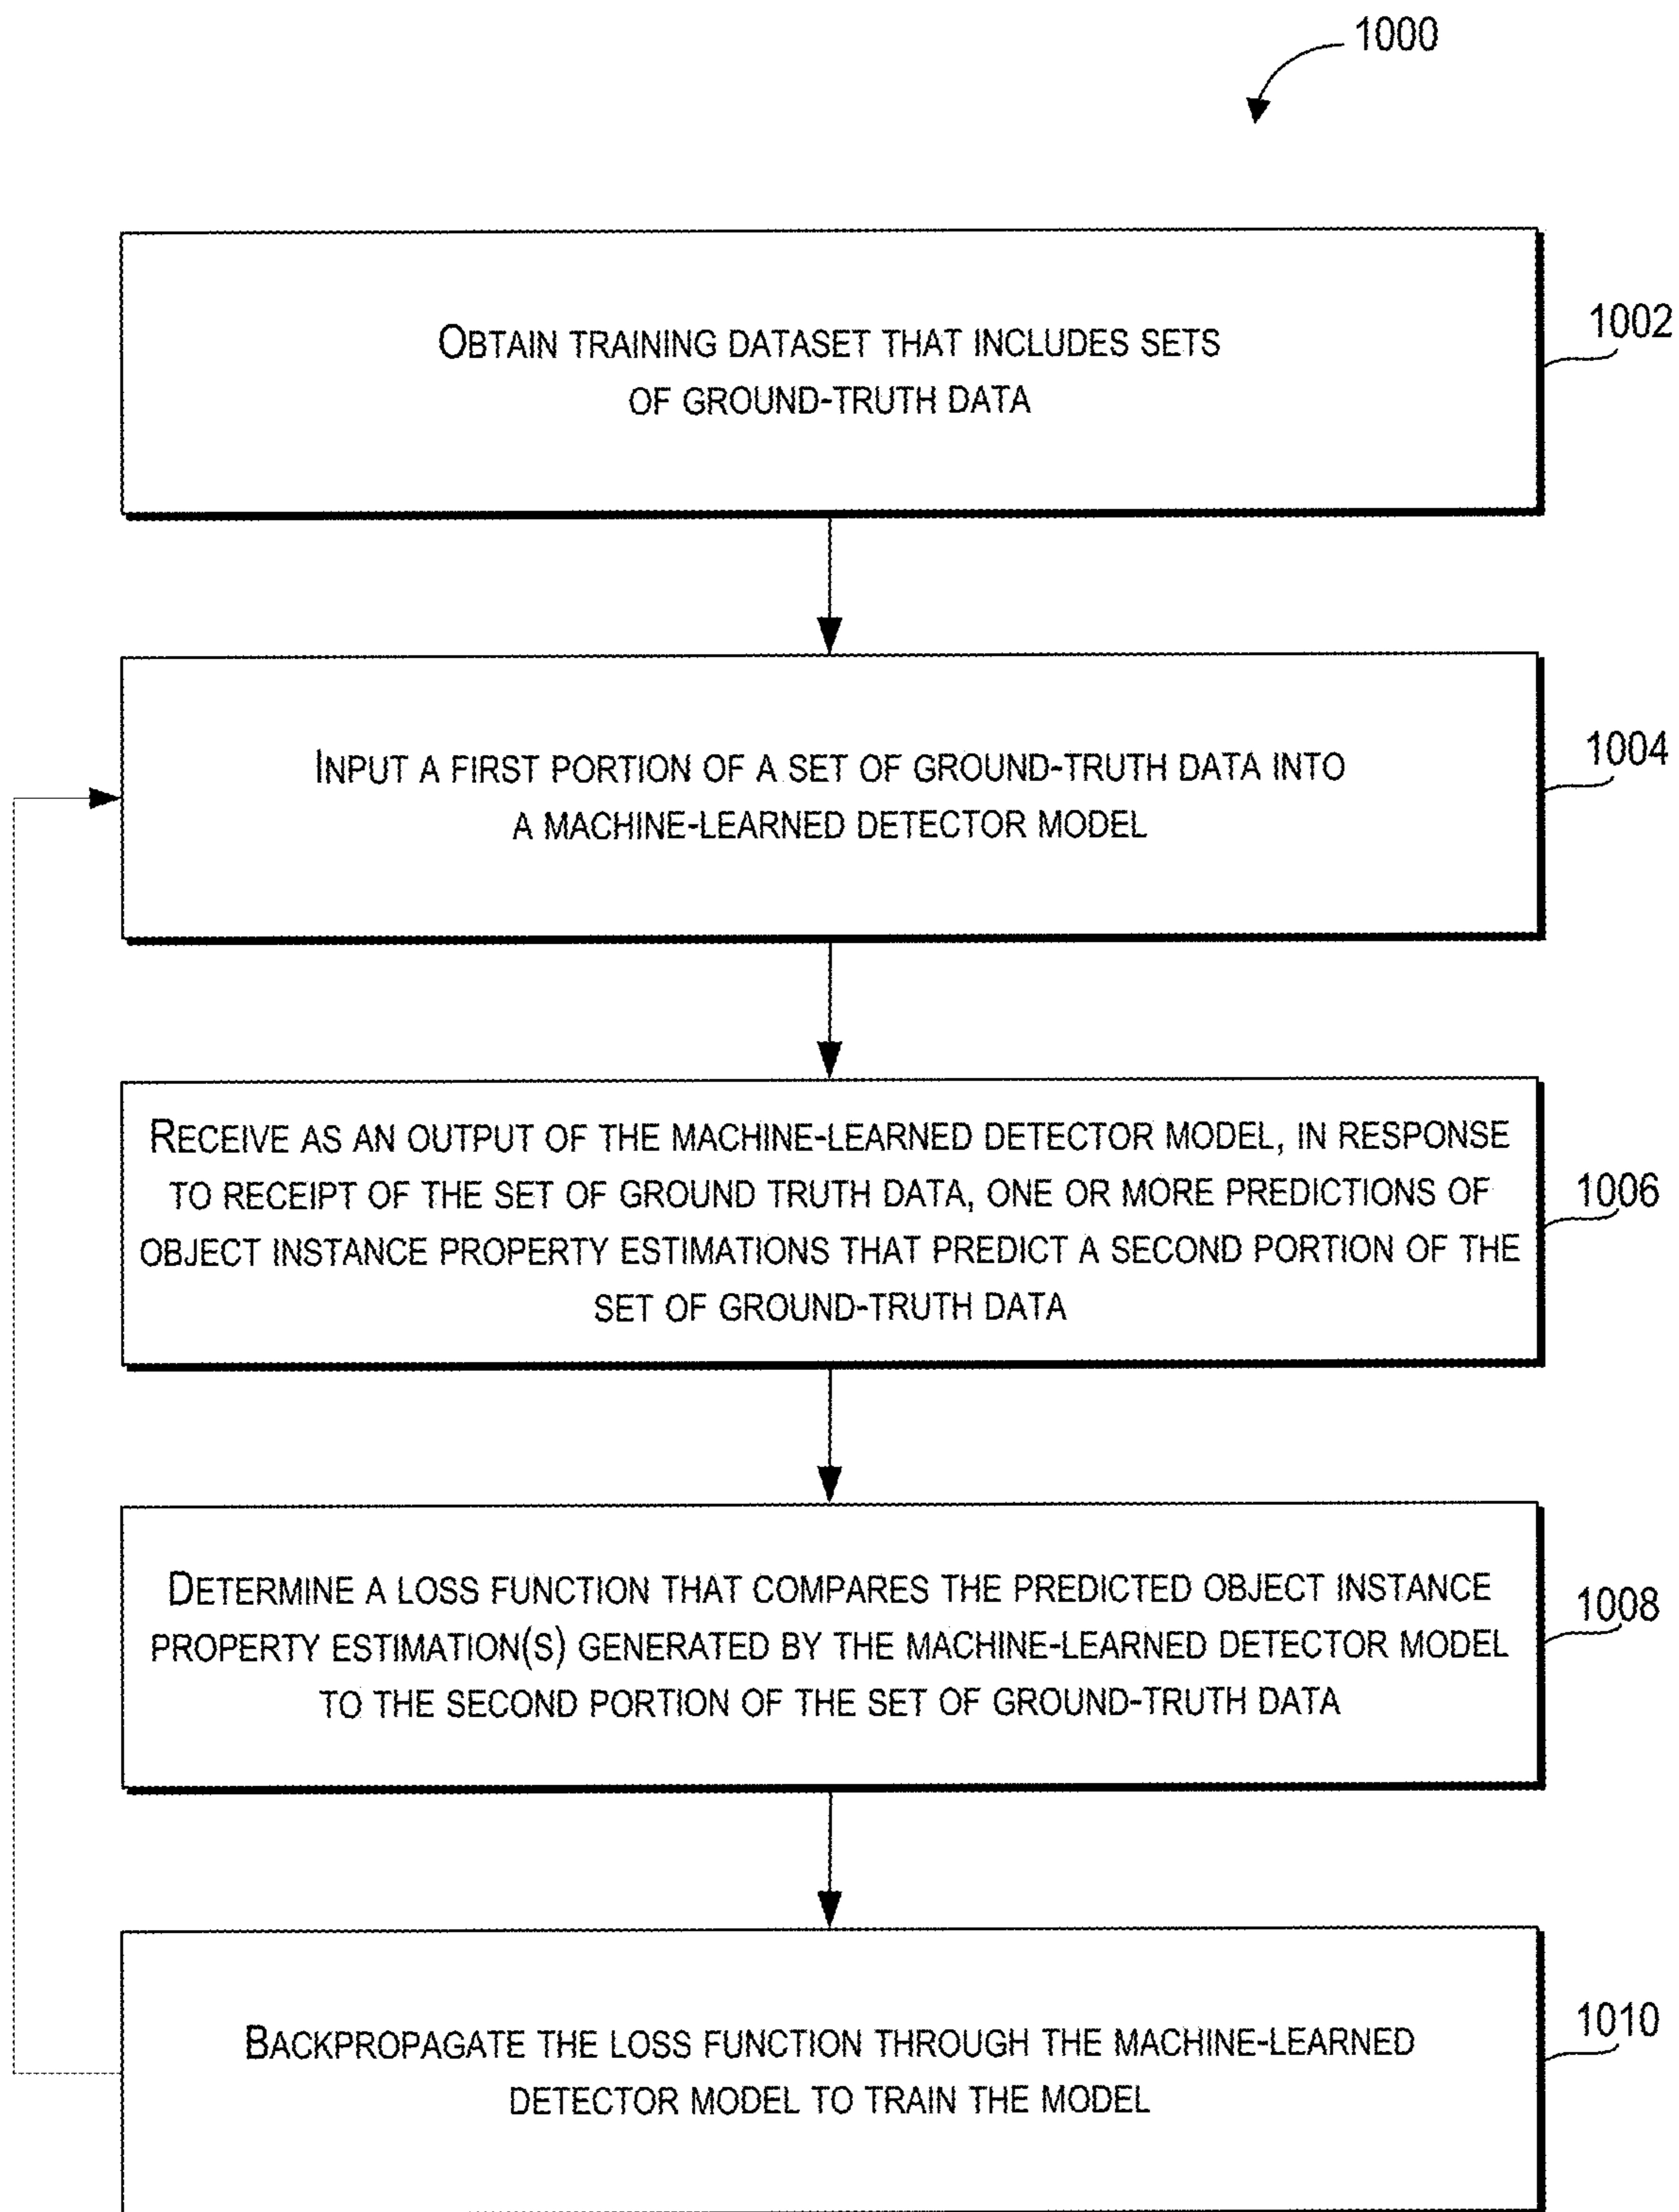 1000
OBTAIN TRAINING DATASET THAT INCLUDES SETS
OF GROUND-TRUTH DATA
1002
INPUT A FIRST PORTION OF A SET OF GROUND-TRUTH DATA INTO
A MACHINE-LEARNED DETECTOR MODEL
1004
RECEIVE AS AN OUTPUT OF THE MACHINE-LEARNED DETECTOR MODEL, IN RESPONSE
TO RECEIPT OF THE SET OF GROUND TRUTH DATA, ONE OR MORE PREDICTIONS OF
OBJECT INSTANCE PROPERTY ESTIMATIONS THAT PREDICT A SECOND PORTION OF THE
SET OF GROUND-TRUTH DATA
1006
DETERMINE A LOSS FUNCTION THAT COMPARES THE PREDICTED OBJECT INSTANCE
PROPERTY ESTIMATION(S) GENERATED BY THE MACHINE-LEARNED DETECTOR MODEL
TO THE SECOND PORTION OF THE SET OF GROUND-TRUTH DATA
1008
BACKPROPAGATE THE LOSS FUNCTION THROUGH THE MACHINE-LEARNED
DETECTOR MODEL TO TRAIN THE MODEL
1010